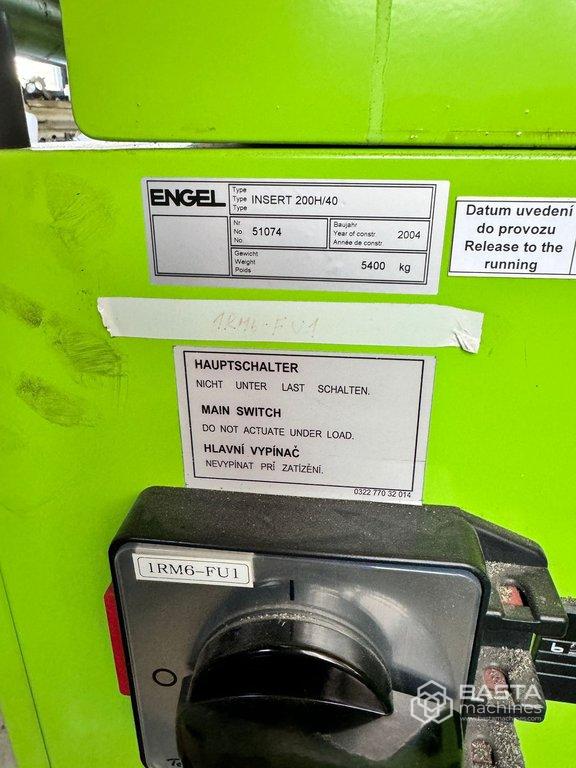 ENGEL
Type
Type INSERT 200H/40
Type
Nr
No 51074
No.
Baujahr
Year of constr. 2004
Année de constr.
Gewicht
Weight 5400 kg
Poids
Datum uvedení
do provozu
Release to the
running
1RM6-FU1
HAUPTSCHALTER
NICHT UNTER LAST SCHALTEN.
MAIN SWITCH
DO NOT ACTUATE UNDER LOAD.
HLAVNÍ VYPÍNAČ
NEVYPÍNAT PŘI ZATÍŽENÍ.
0322 770 32 014
1RM6-FU1
I
O
BASTA
machines
www.bastamachines.com